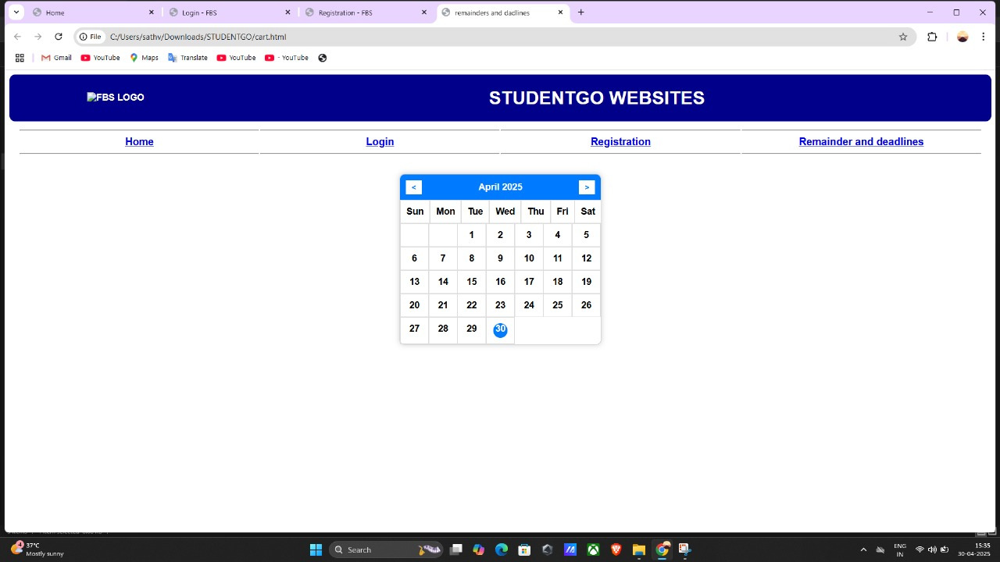 Home
Login - FBS
Registration - FBS
remainders and dadlines
File
C:/Users/sathv/Downloads/STUDENTGO/cart.html
Gmail
YouTube
Maps
Translate
YouTube
- YouTube
FBS LOGO
STUDENTGO WEBSITES
Home
Login
Registration
Remainder and deadlines
< April 2025 >
Sun Mon Tue Wed Thu Fri Sat
1 2 3 4 5
6 7 8 9 10 11 12
13 14 15 16 17 18 19
20 21 22 23 24 25 26
27 28 29 30
4
37°C
Mostly sunny
Search
ENG
IN
15:35
30-04-2025